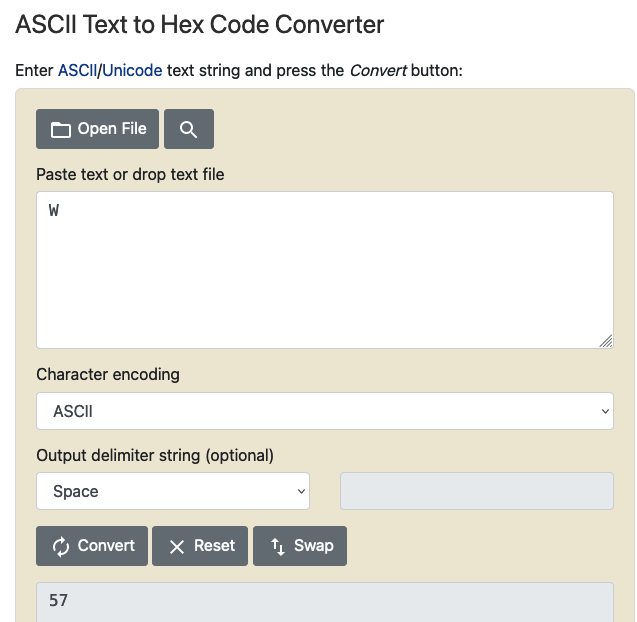 ASCII Text to Hex Code Converter
Enter ASCII/Unicode text string and press the Convert button:
Open File
Paste text or drop text file
W
Character encoding
ASCII
Output delimiter string (optional)
Space
Convert Reset Swap
57